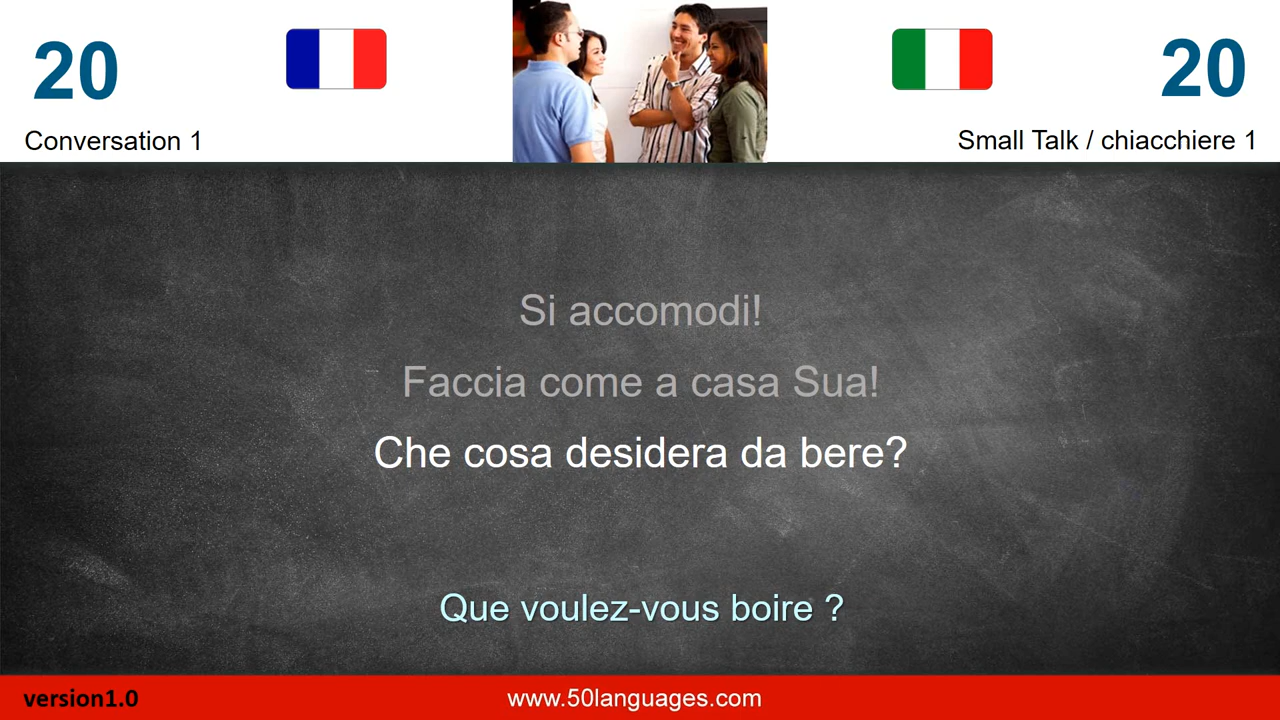 20
20
Conversation 1
Small Talk / chiacchiere 1
Si accomodi!
Faccia come a casa Sua!
Che cosa desidera da bere?
Que voulez-vous boire ?
version1.0
www.50languages.com